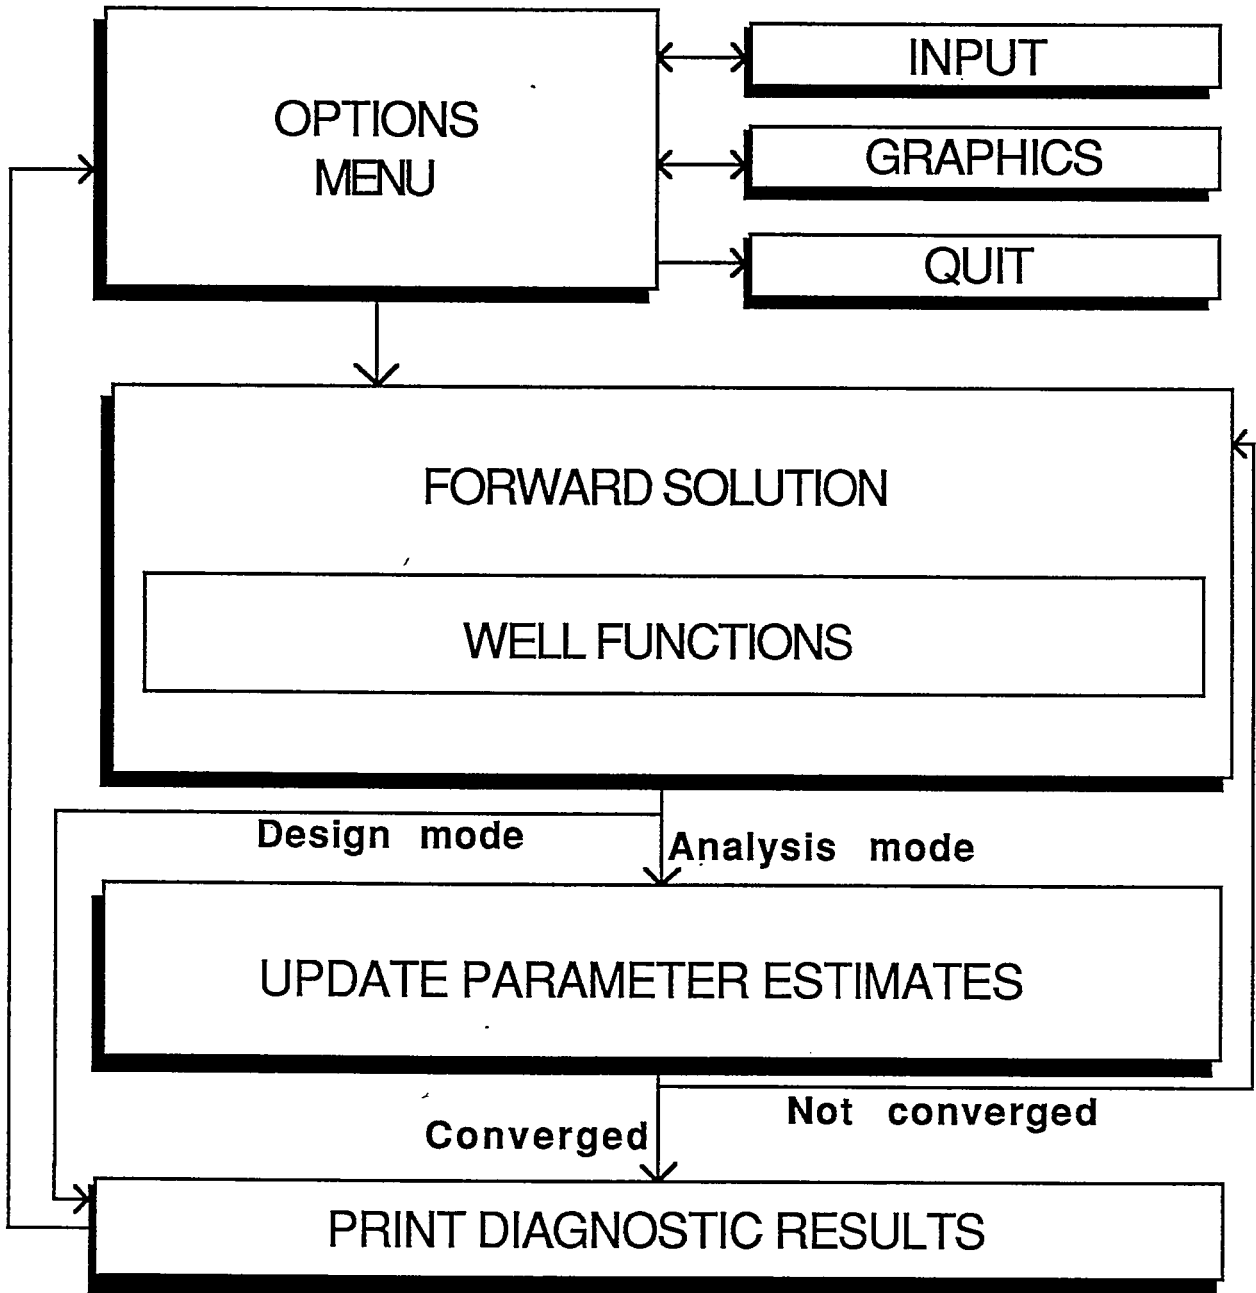 OPTIONS
MENU
INPUT
GRAPHICS
QUIT
FORWARD SOLUTION
WELL FUNCTIONS
Design mode
Analysis mode
UPDATE PARAMETER ESTIMATES
Not converged
Converged
PRINT DIAGNOSTIC RESULTS